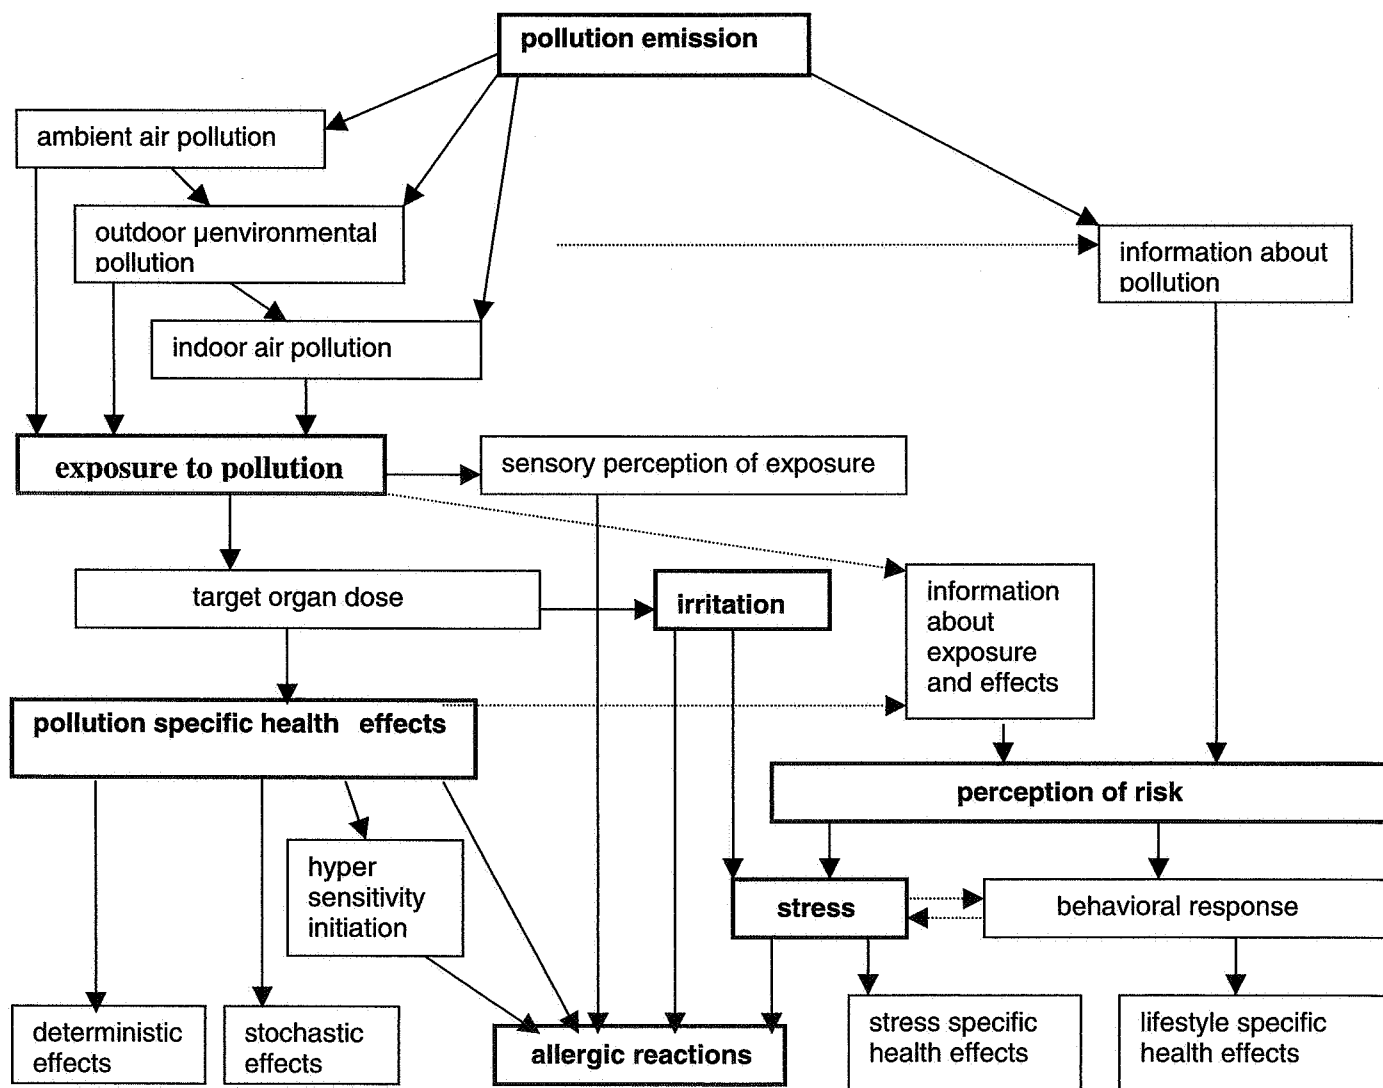 pollution emission
ambient air pollution
outdoor µenvironmental
pollution
information about
pollution
indoor air pollution
exposure to pollution
sensory perception of exposure
target organ dose
irritation
information
about
exposure
and effects
pollution specific health effects
perception of risk
hyper
sensitivity
initiation
stress
behavioral response
deterministic
effects
stochastic
effects
allergic reactions
stress specific
health effects
lifestyle specific
health effects